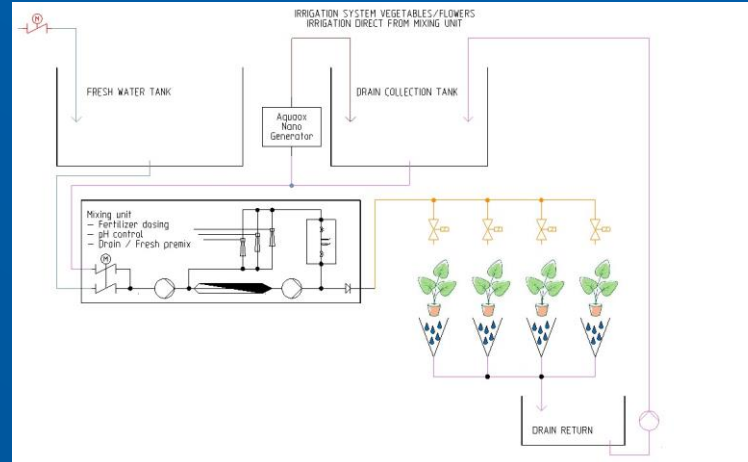 IRRIGATION SYSTEM VEGETABLES/FLOWERS
IRRIGATION DIRECT FROM MIXING UNIT
M
FRESH WATER TANK
Aquaox
Nano
Generator
DRAIN COLLECTION TANK
Mixing unit
- Fertilizer dosing
- pH control
- Drain / Fresh premix
M
DRAIN RETURN